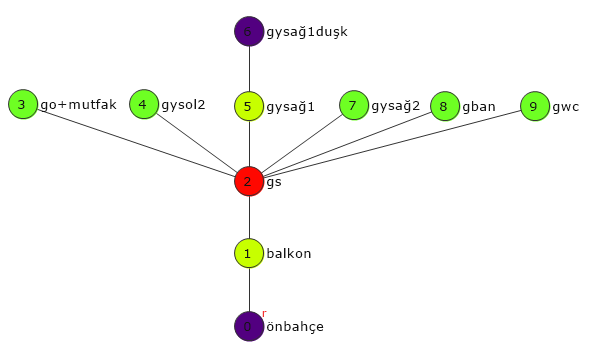 6 gysağ1duşk
3 go+mutfak 4 gysol2 5 gysağ1 7 gysağ2 8 gban 9 gwc
2 gs
1 balkon
r
0 önbahçe